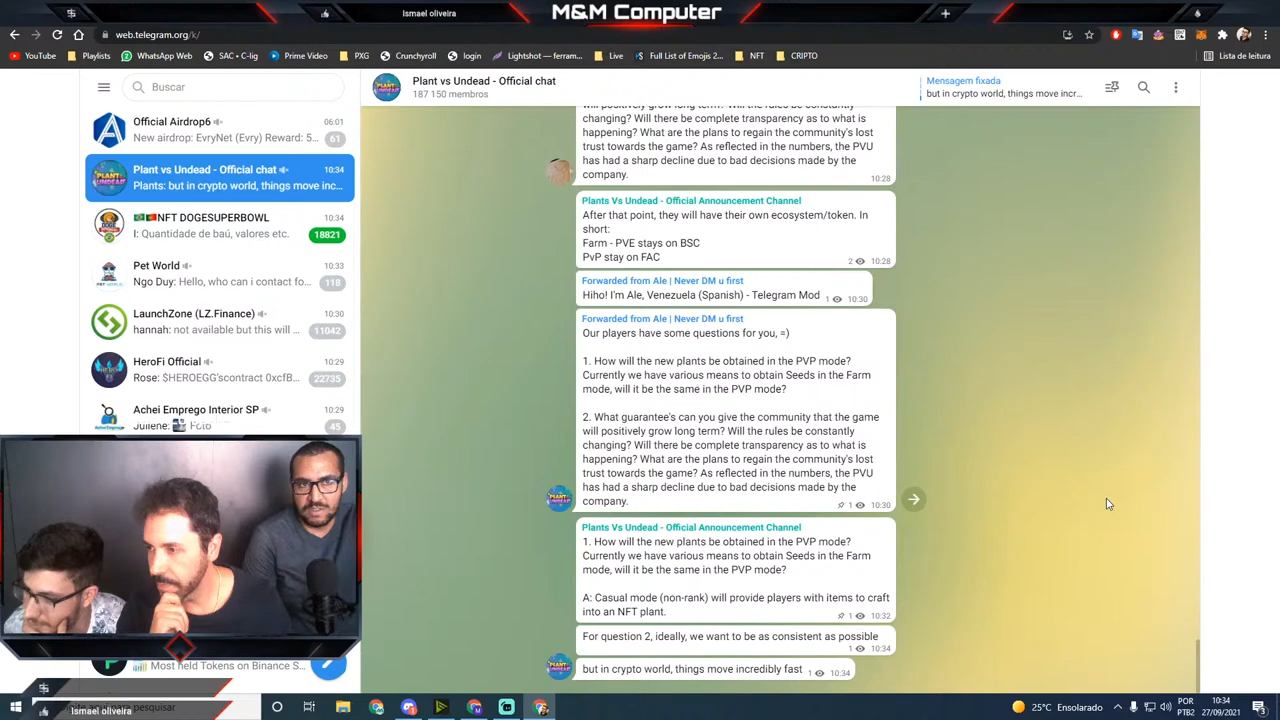 Ismael oliveira
M&M Computer
web.telegram.org/k/
YouTube
Playlists
WhatsApp Web
SAC • C-lig
Prime Video
PXG
Crunchyroll
login
Lightshot — ferram...
Live
Full List of Emojis 2...
NFT
CRIPTO
Lista de leitura
Buscar
Official Airdrop6
06:01
New airdrop: EvryNet (Evry) Reward: 5...
61
Plant vs Undead - Official chat
10:34
Plants: but in crypto world, things move inc...
NFT DOGESUPERBOWL
10:34
I: Quantidade de baú, valores etc.
18821
Pet World
10:33
Ngo Duy: Hello, who can i contact fo...
118
LaunchZone (LZ.Finance)
10:30
hannah: not available but this will ...
11042
HeroFi Official
10:29
Rose: $HEROEGG'scontract 0xcfB...
22735
Achei Emprego Interior SP
10:29
Juliene: Foto
45
Most held Tokens on Binance S...
Plant vs Undead - Official chat
187 150 membros
Mensagem fixada
but in crypto world, things move incr...
will positively grow long term? Will the rules be constantly
changing? Will there be complete transparency as to what is
happening? What are the plans to regain the community's lost
trust towards the game? As reflected in the numbers, the PVU
has had a sharp decline due to bad decisions made by the
company.
10:28
Plants Vs Undead - Official Announcement Channel
After that point, they will have their own ecosystem/token. In
short:
Farm - PVE stays on BSC
PvP stay on FAC
2 10:28
Forwarded from Ale | Never DM u first
Hiho! I'm Ale, Venezuela (Spanish) - Telegram Mod
1 10:30
Forwarded from Ale | Never DM u first
Our players have some questions for you, =)
1. How will the new plants be obtained in the PVP mode?
Currently we have various means to obtain Seeds in the Farm
mode, will it be the same in the PVP mode?
2. What guarantee's can you give the community that the game
will positively grow long term? Will the rules be constantly
changing? Will there be complete transparency as to what is
happening? What are the plans to regain the community's lost
trust towards the game? As reflected in the numbers, the PVU
has had a sharp decline due to bad decisions made by the
company.
1 10:30
Plants Vs Undead - Official Announcement Channel
1. How will the new plants be obtained in the PVP mode?
Currently we have various means to obtain Seeds in the Farm
mode, will it be the same in the PVP mode?
A: Casual mode (non-rank) will provide players with items to craft
into an NFT plant.
1 10:32
For question 2, ideally, we want to be as consistent as possible
1 10:34
but in crypto world, things move incredibly fast
1 10:34
Ismael oliveira
aqui para pesquisar
25°C Ensolarado
POR
PTB2
10:34
27/09/2021